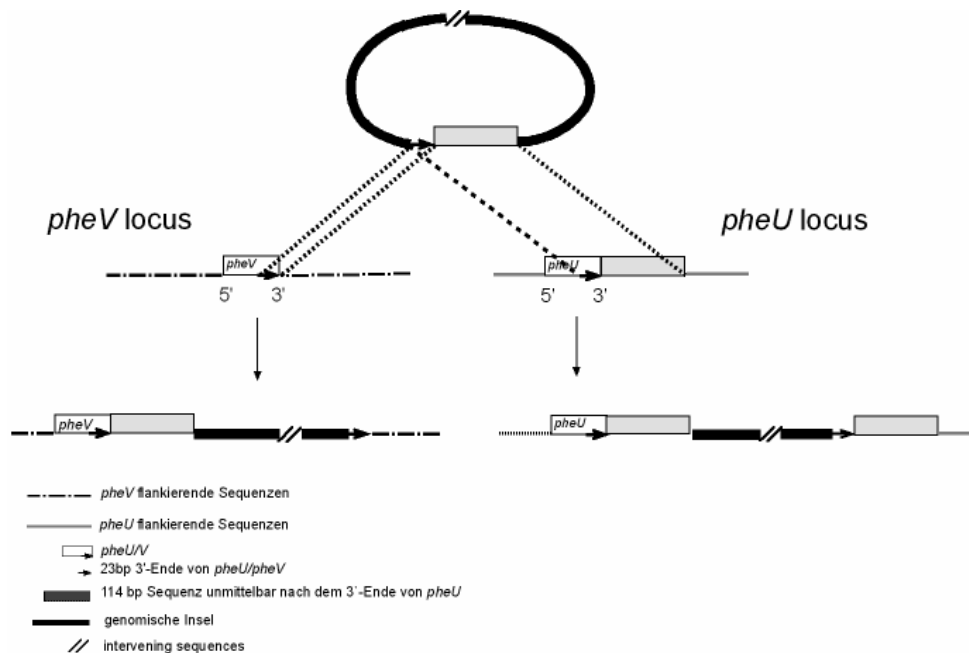 pheV locus
pheU locus
pheV
pheU
5'
3'
5'
3'
pheV
pheU
pheV flankierende Sequenzen
pheU flankierende Sequenzen
pheU/V
23bp 3'-Ende von pheU/pheV
114 bp Sequenz unmittelbar nach dem 3´-Ende von pheU
genomische Insel
intervening sequences